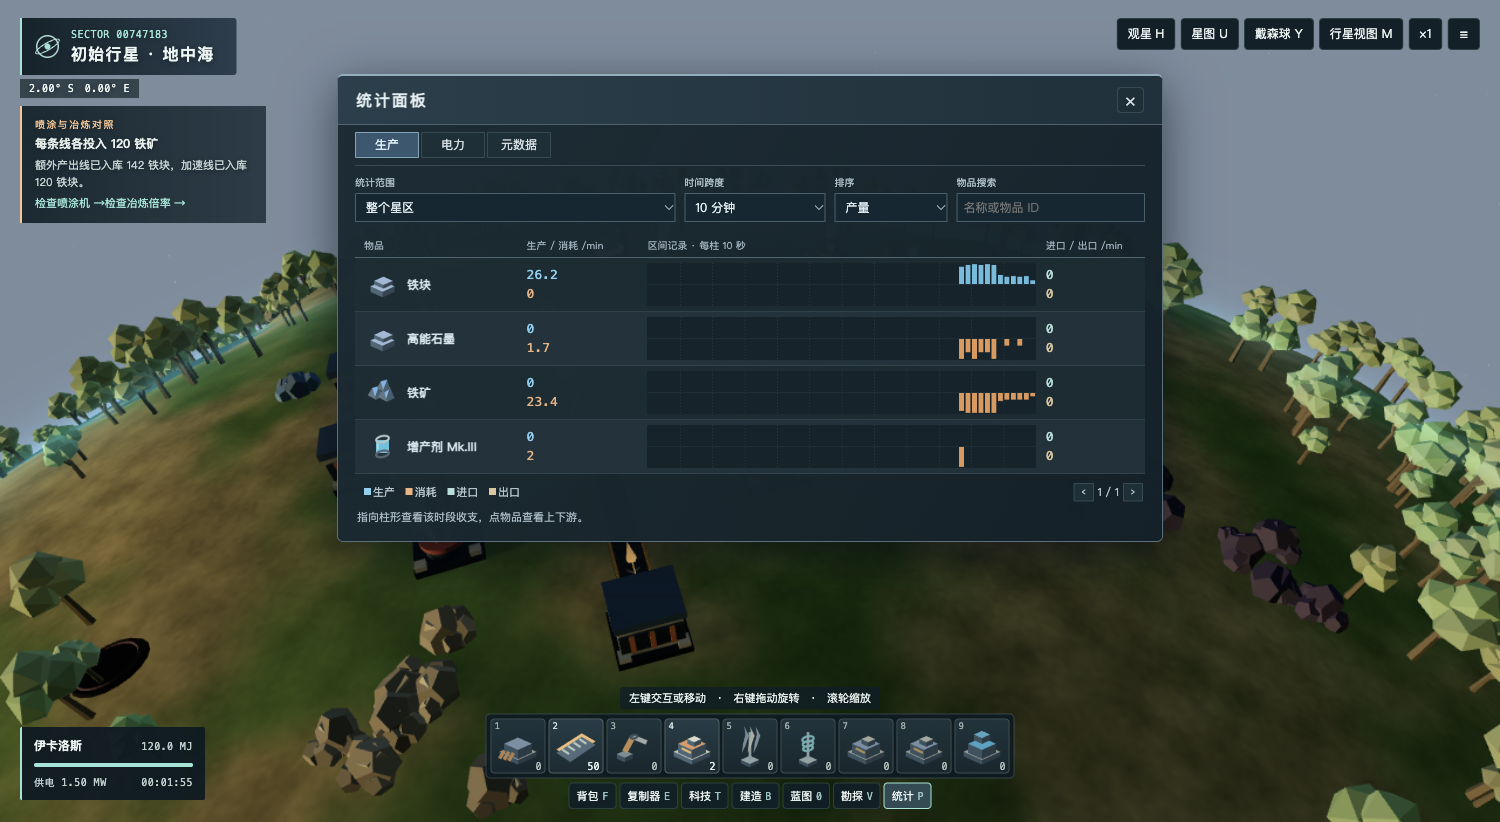 SECTOR 00747183
初始行星 · 地中海
2.00° S 0.00° E
喷涂与冶炼对照
每条线各投入 120 铁矿
额外产出线已入库 142 铁块，加速线已入库
120 铁块。
检查喷涂机 →检查冶炼倍率 →
观星 H
星图 U
戴森球 Y
行星视图 M
×1
≡
统计面板
×
生产
电力
元数据
统计范围
时间跨度
排序
物品搜索
整个星区
10 分钟
产量
名称或物品 ID
物品
生产 / 消耗 /min
区间记录 · 每柱 10 秒
进口 / 出口 /min
铁块
26.2
0
0
0
高能石墨
0
1.7
0
0
铁矿
0
23.4
0
0
增产剂 Mk.III
0
2
0
0
生产 消耗 进口 出口
‹ 1 / 1 ›
指向柱形查看该时段收支，点物品查看上下游。
左键交互或移动 · 右键拖动旋转 · 滚轮缩放
1 0
2 50
3 0
4 2
5 0
6 0
7 0
8 0
9 0
背包 F
复制器 E
科技 T
建造 B
蓝图 0
勘探 V
统计 P
伊卡洛斯 120.0 MJ
供电 1.50 MW 00:01:55